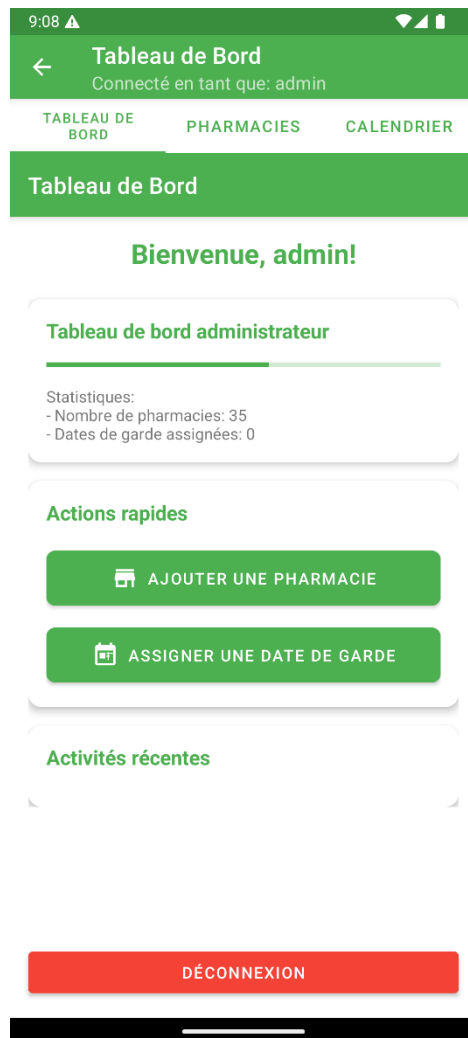 9:08
Tableau de Bord
Connecté en tant que: admin
TABLEAU DE
BORD
PHARMACIES
CALENDRIER
Tableau de Bord
Bienvenue, admin!
Tableau de bord administrateur
Statistiques:
- Nombre de pharmacies: 35
- Dates de garde assignées: 0
Actions rapides
AJOUTER UNE PHARMACIE
ASSIGNER UNE DATE DE GARDE
Activités récentes
DÉCONNEXION